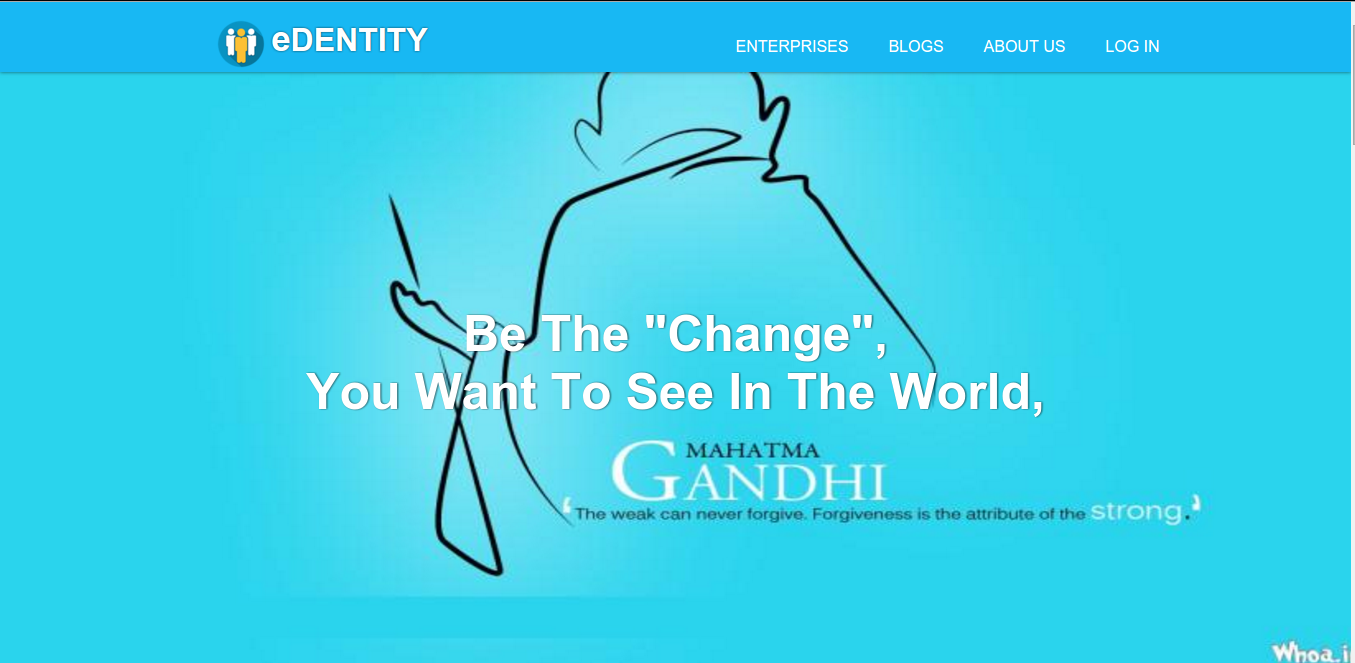 eDENTITY
ENTERPRISES BLOGS ABOUT US LOG IN
Be The "Change",
You Want To See In The World,
MAHATMA
GANDHI
‘The weak can never forgive. Forgiveness is the attribute of the strong.’
Whoa.i